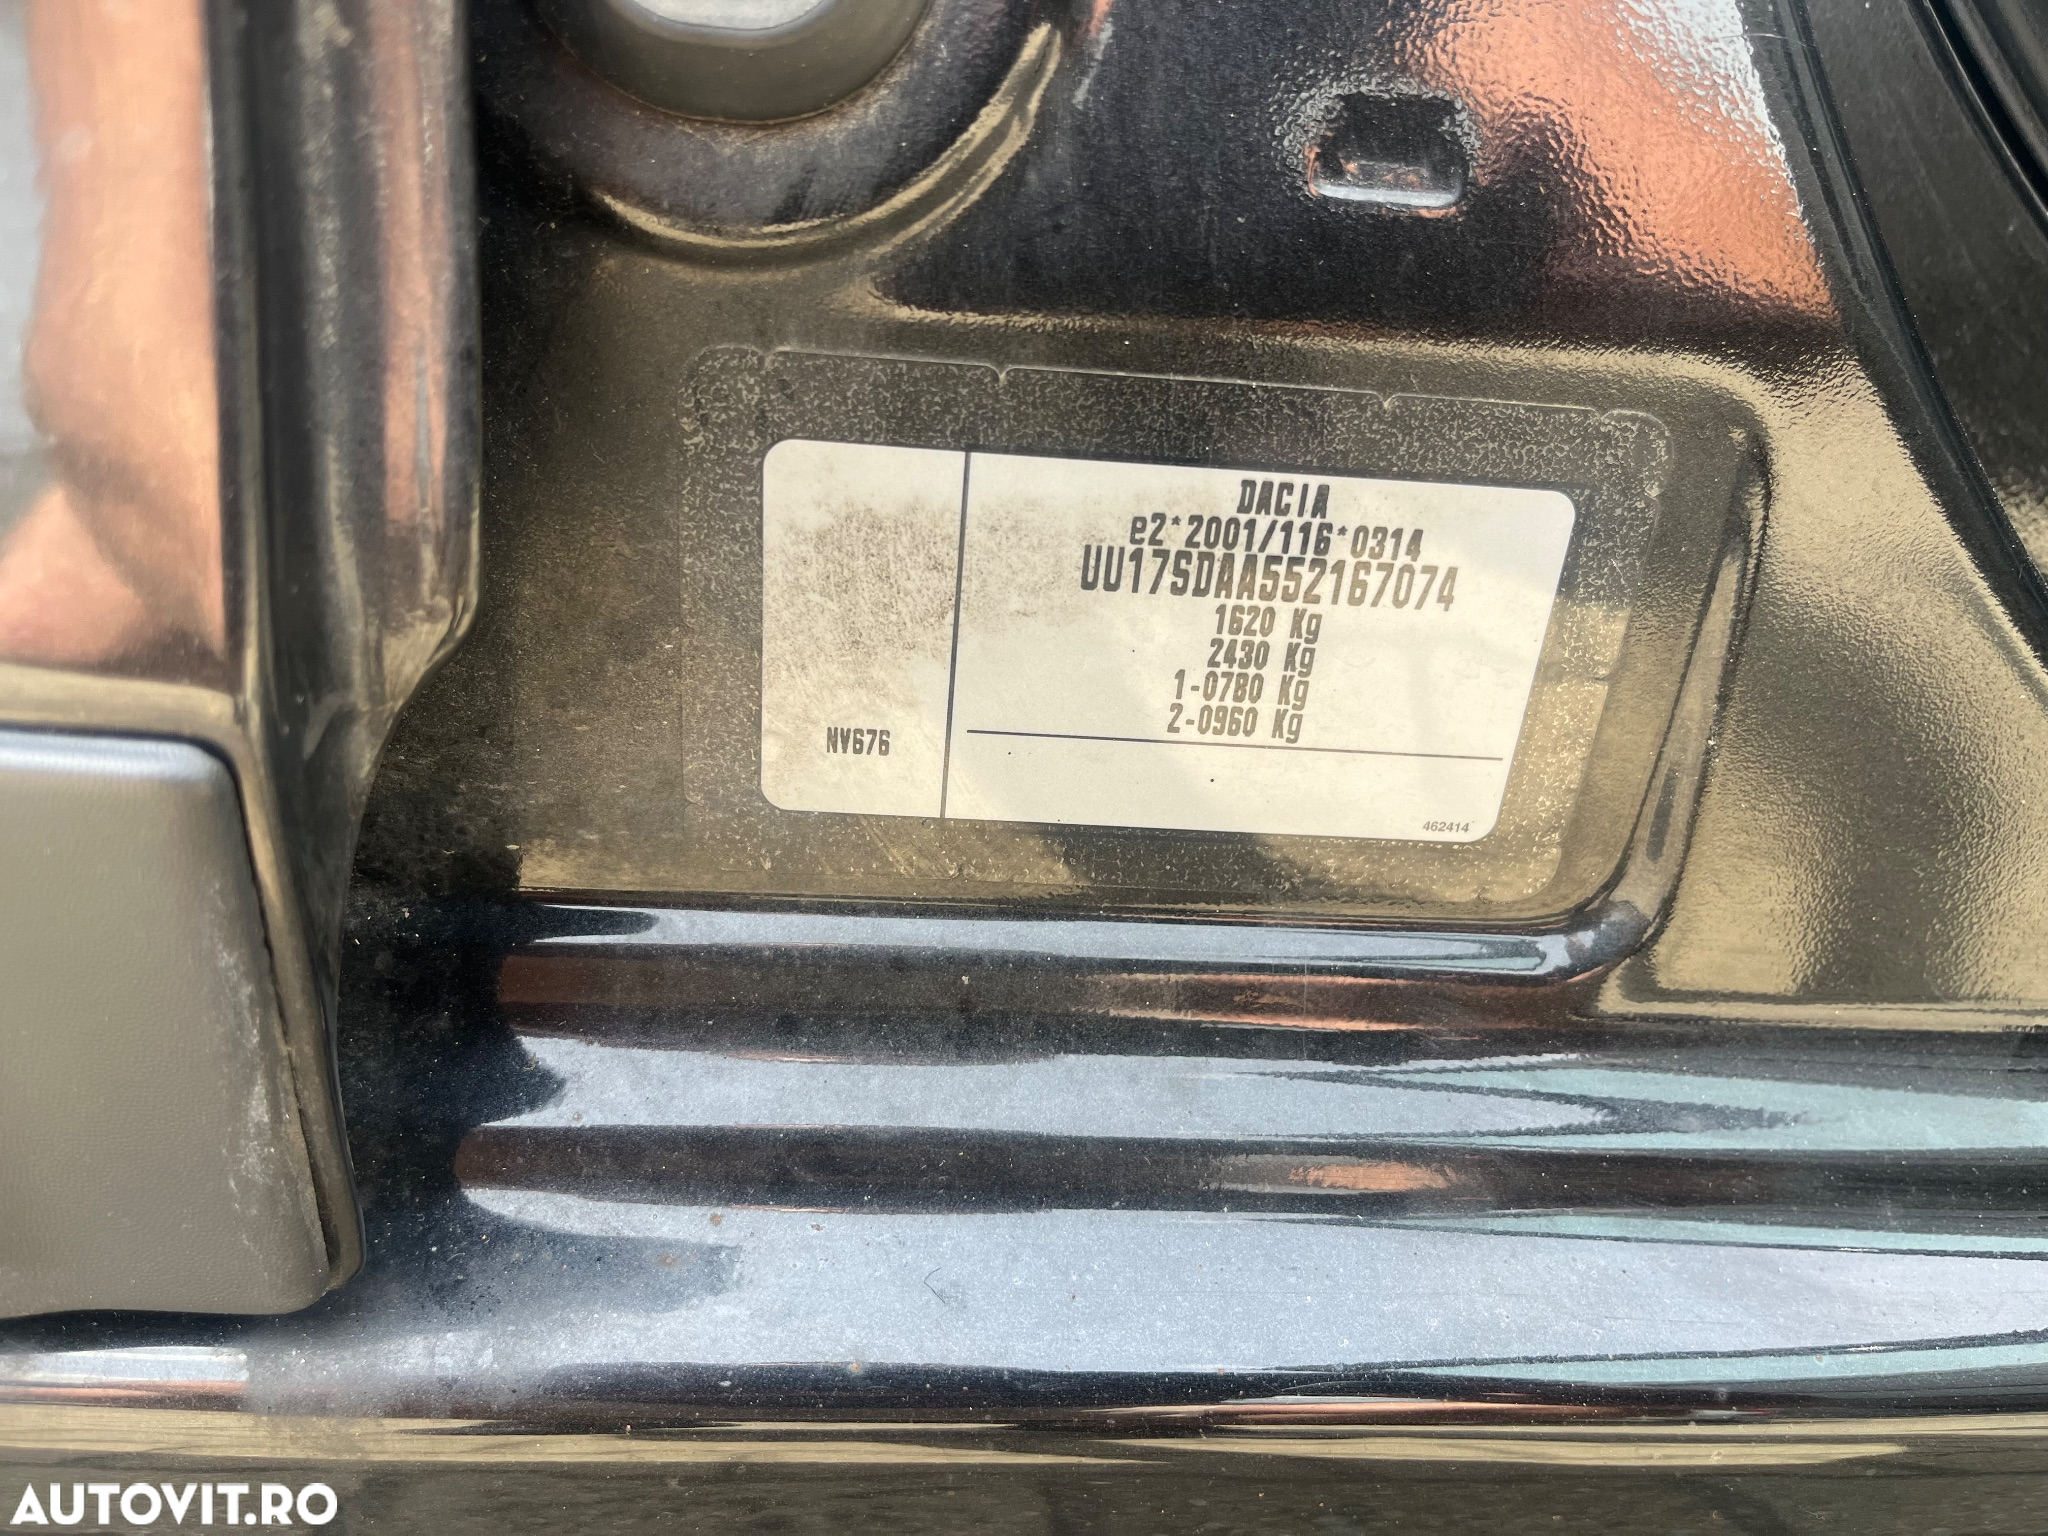 DACIA
e2*2001/116*0314
UU17SDAA552167074
1620 Kg
2430 Kg
1-0780 Kg
2-0960 Kg
NV676
462414
AUTOVIT.RO